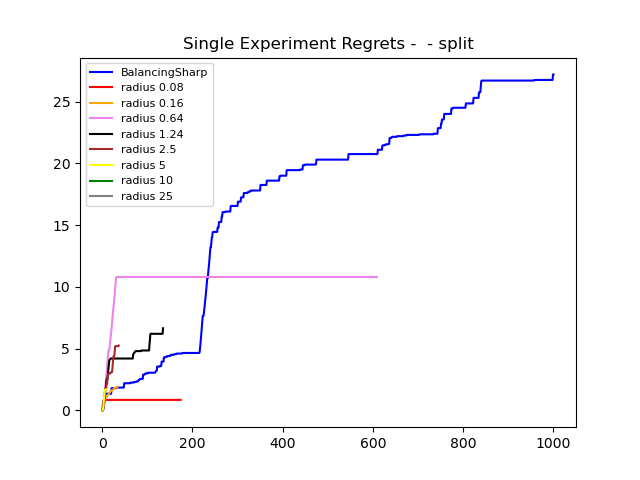 Single Experiment Regrets -  - split
BalancingSharp
radius 0.08
radius 0.16
radius 0.64
radius 1.24
radius 2.5
radius 5
radius 10
radius 25
25
20
15
10
5
0
0 200 400 600 800 1000